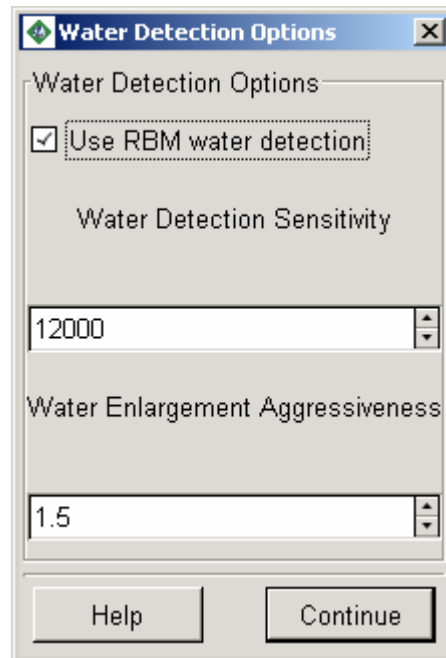 Water Detection Options
Water Detection Options
Use RBM water detection
Water Detection Sensitivity
12000
Water Enlargement Aggressiveness
1.5
Help
Continue